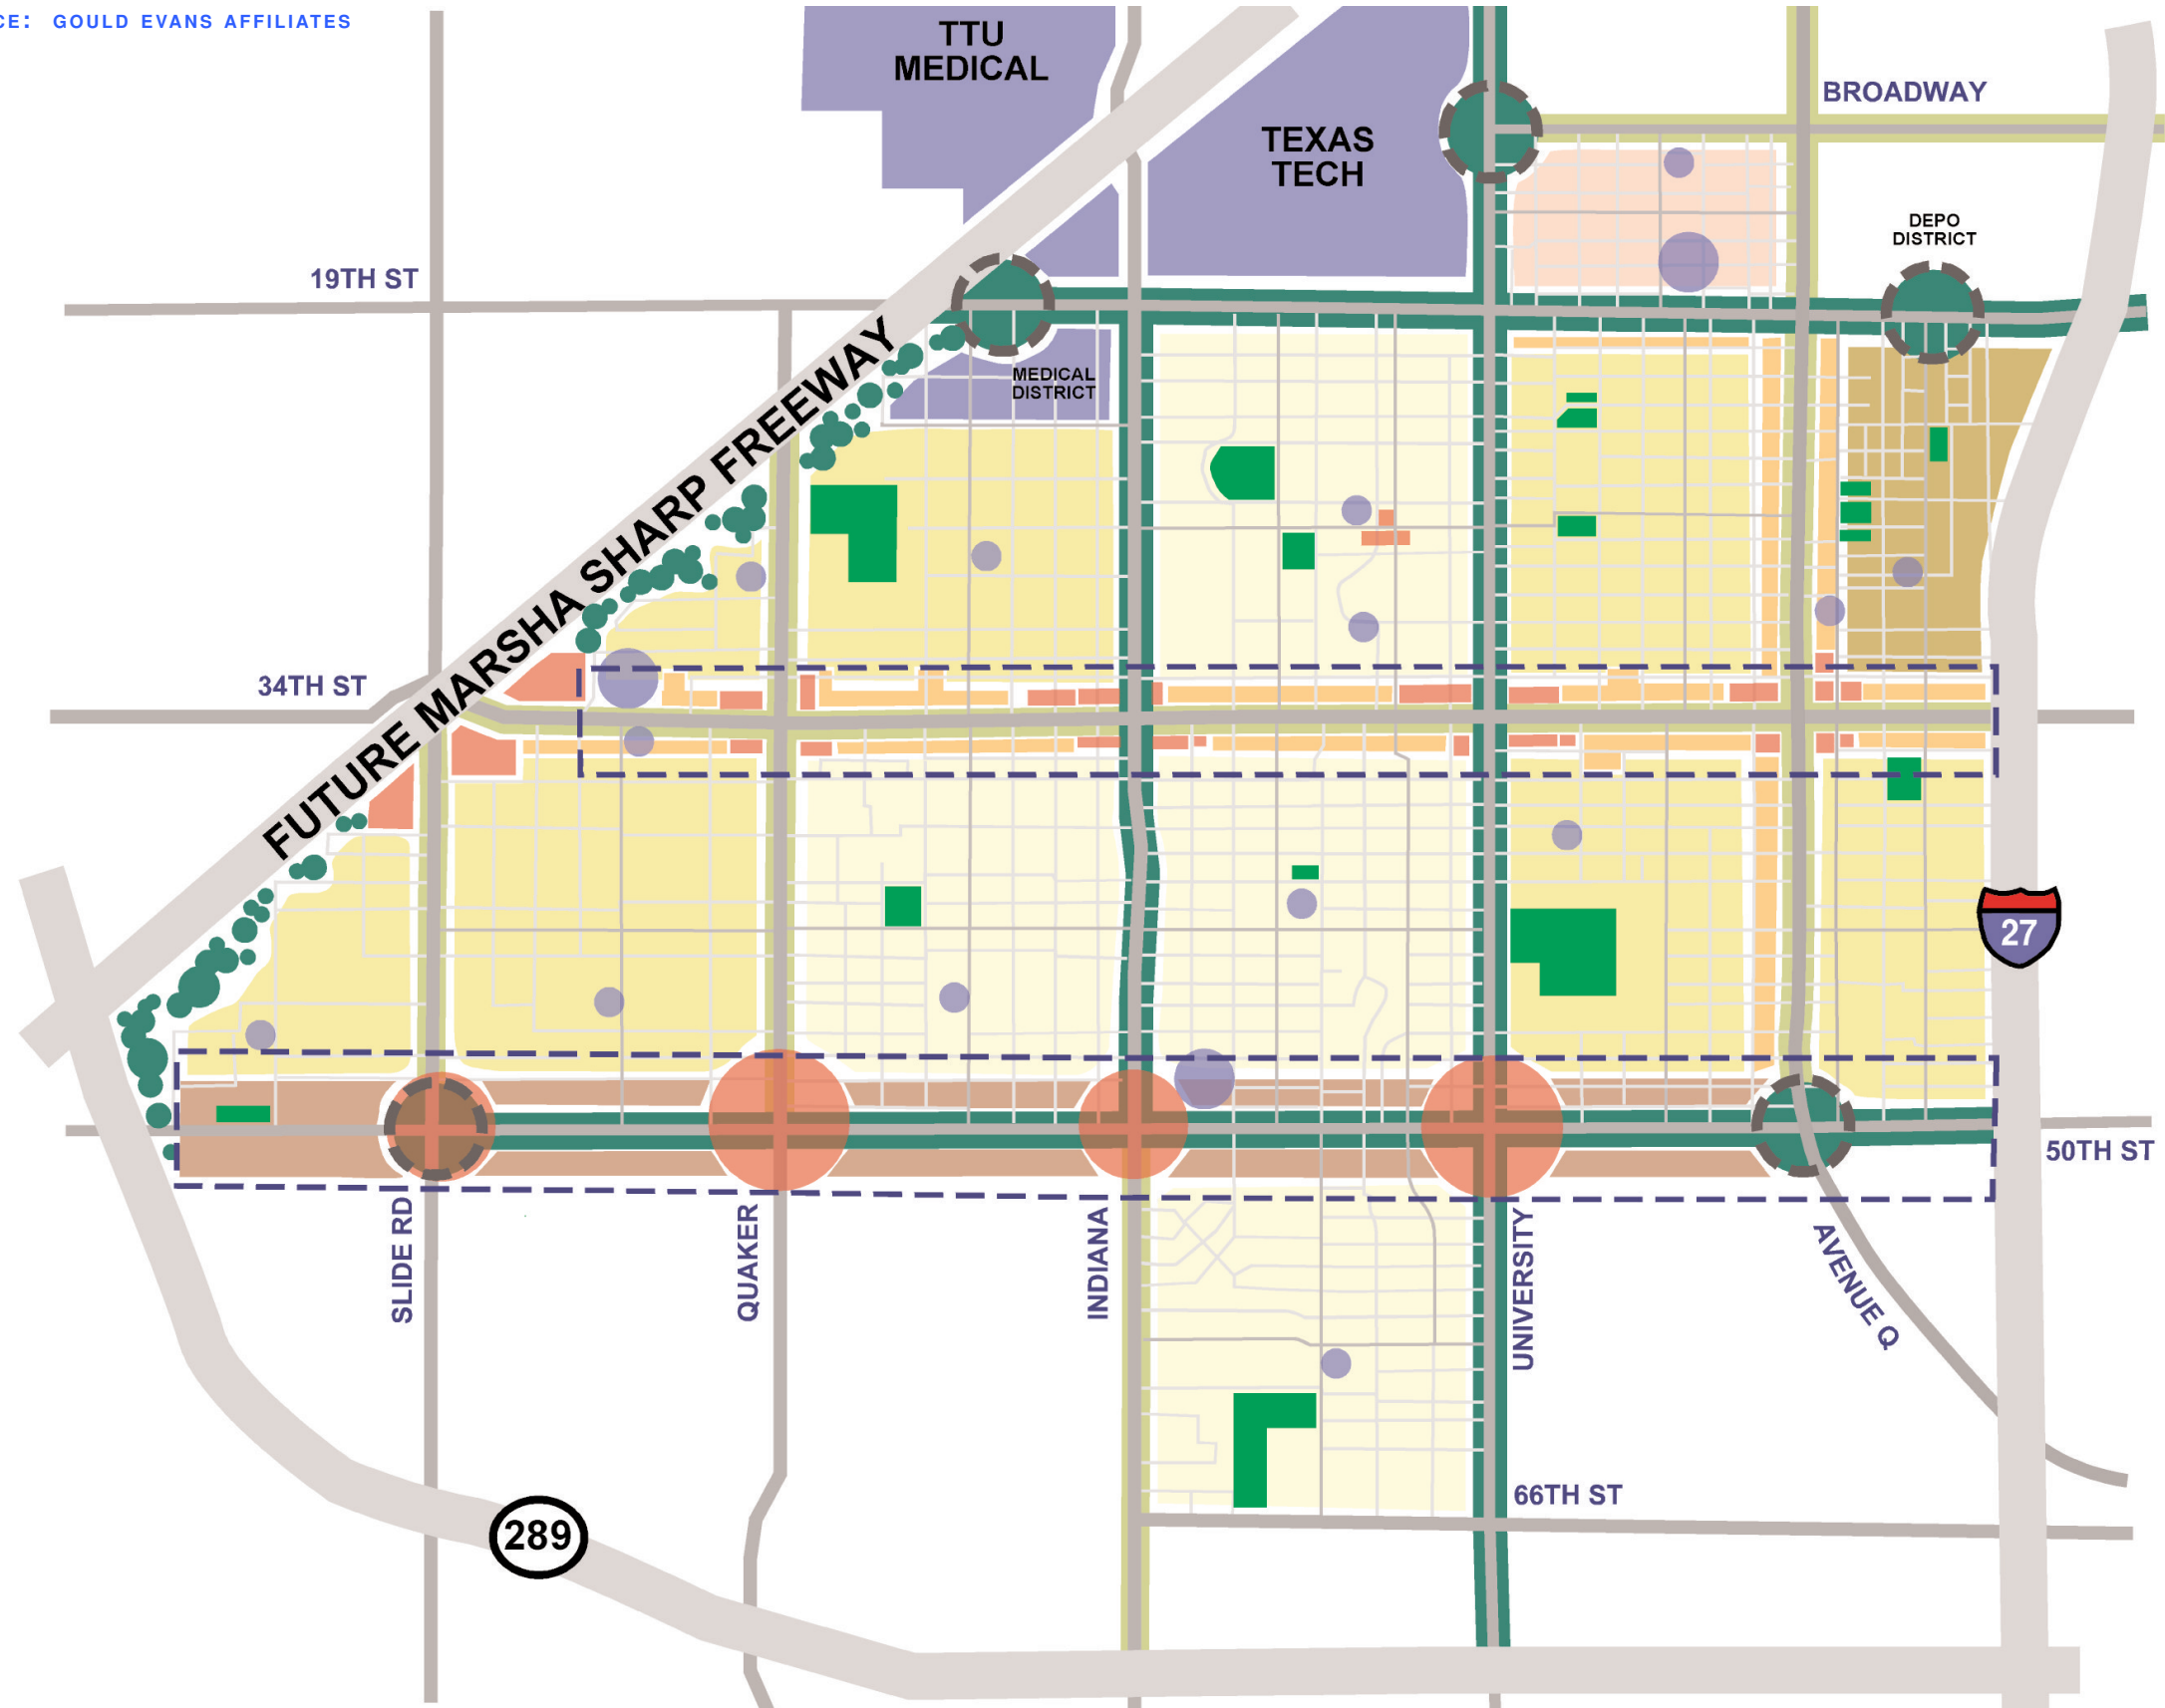 CE: GOULD EVANS AFFILIATES
TTU
MEDICAL
TEXAS
TECH
BROADWAY
DEPO
DISTRICT
19TH ST
MEDICAL
DISTRICT
FUTURE MARSHA SHARP FREEWAY
34TH ST
27
50TH ST
SLIDE RD
QUAKER
INDIANA
UNIVERSITY
AVENUE Q
66TH ST
289